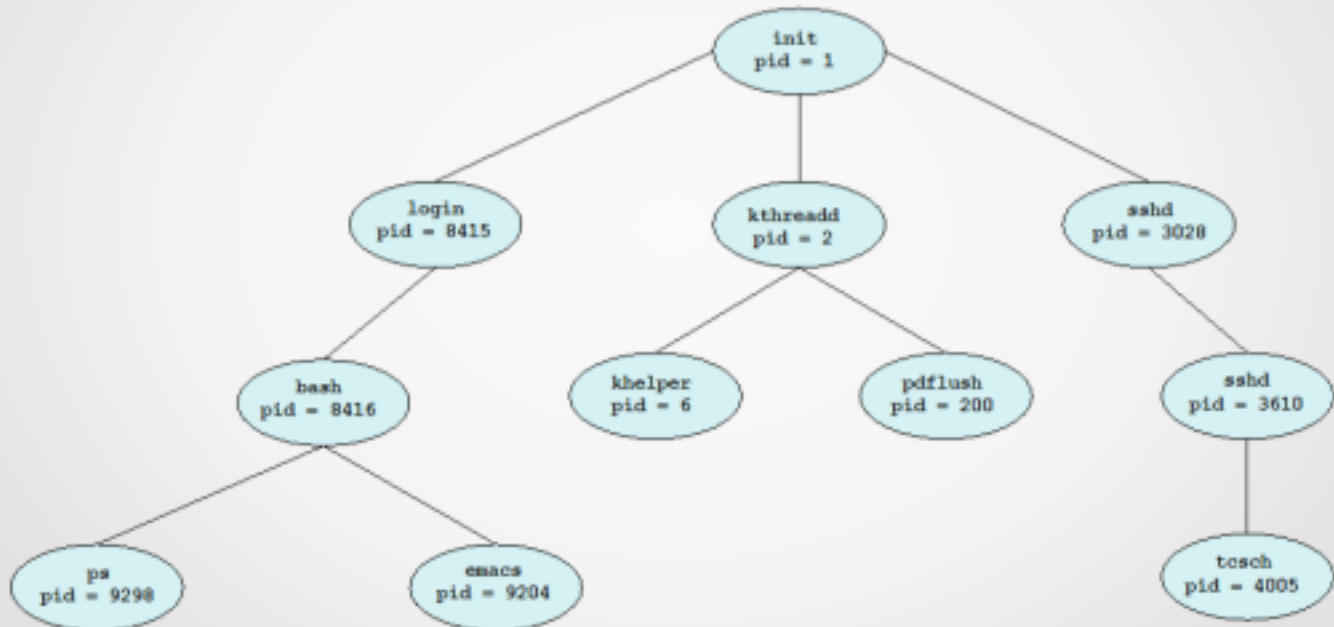 init
pid = 1
login
pid = 8415
kthreadd
pid = 2
sshd
pid = 3028
bash
pid = 8416
khelper
pid = 6
pdflush
pid = 200
sshd
pid = 3610
ps
pid = 9298
emacs
pid = 9204
tcsch
pid = 4005